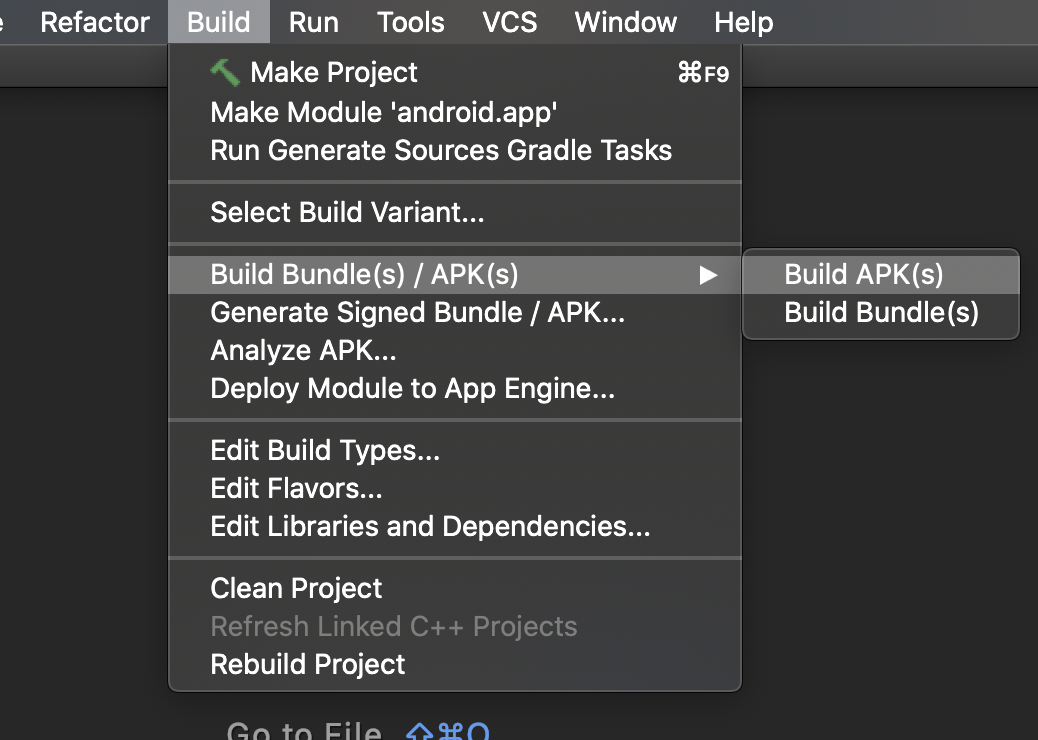 Refactor Build Run Tools VCS Window Help
Make Project ⌘F9
Make Module 'android.app'
Run Generate Sources Gradle Tasks
Select Build Variant...
Build Bundle(s) / APK(s) ▶
Build APK(s)
Build Bundle(s)
Generate Signed Bundle / APK...
Analyze APK...
Deploy Module to App Engine...
Edit Build Types...
Edit Flavors...
Edit Libraries and Dependencies...
Clean Project
Refresh Linked C++ Projects
Rebuild Project
Go to File ⇧⌘O